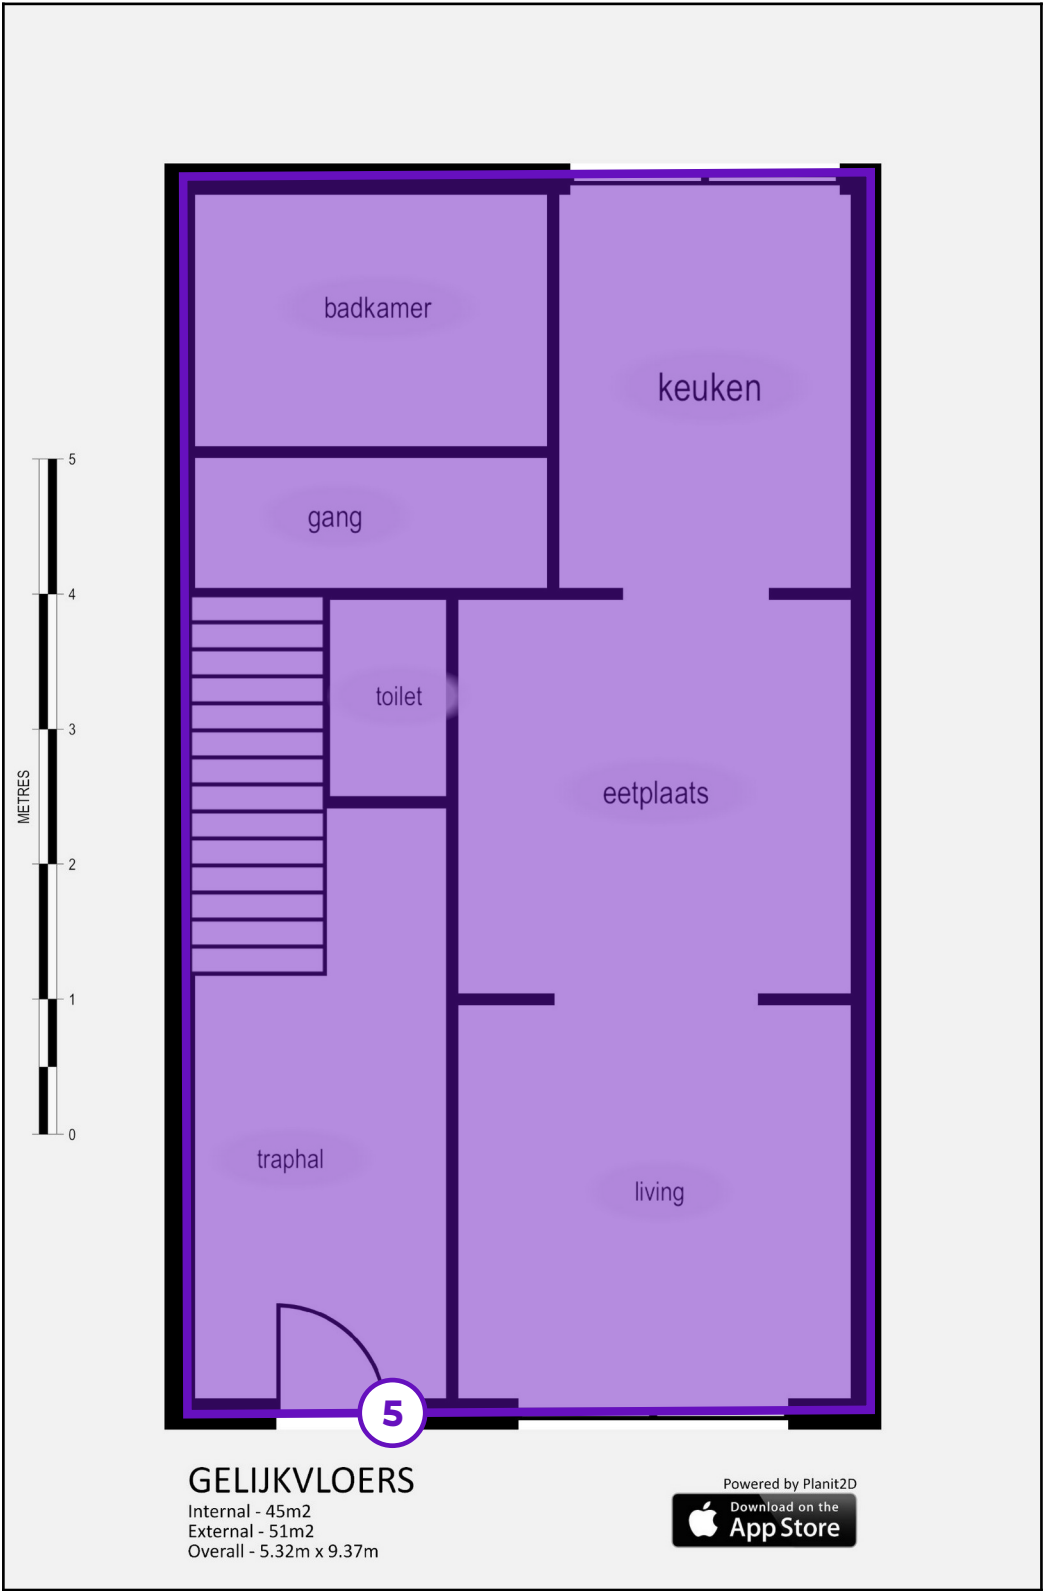 badkamer
keuken
gang
toilet
eetplaats
traphal
living
5
4
3
2
1
0
METRES
5
GELIJKVLOERS
Internal - 45m2
External - 51m2
Overall - 5.32m x 9.37m
Powered by Planit2D
Download on the
App Store